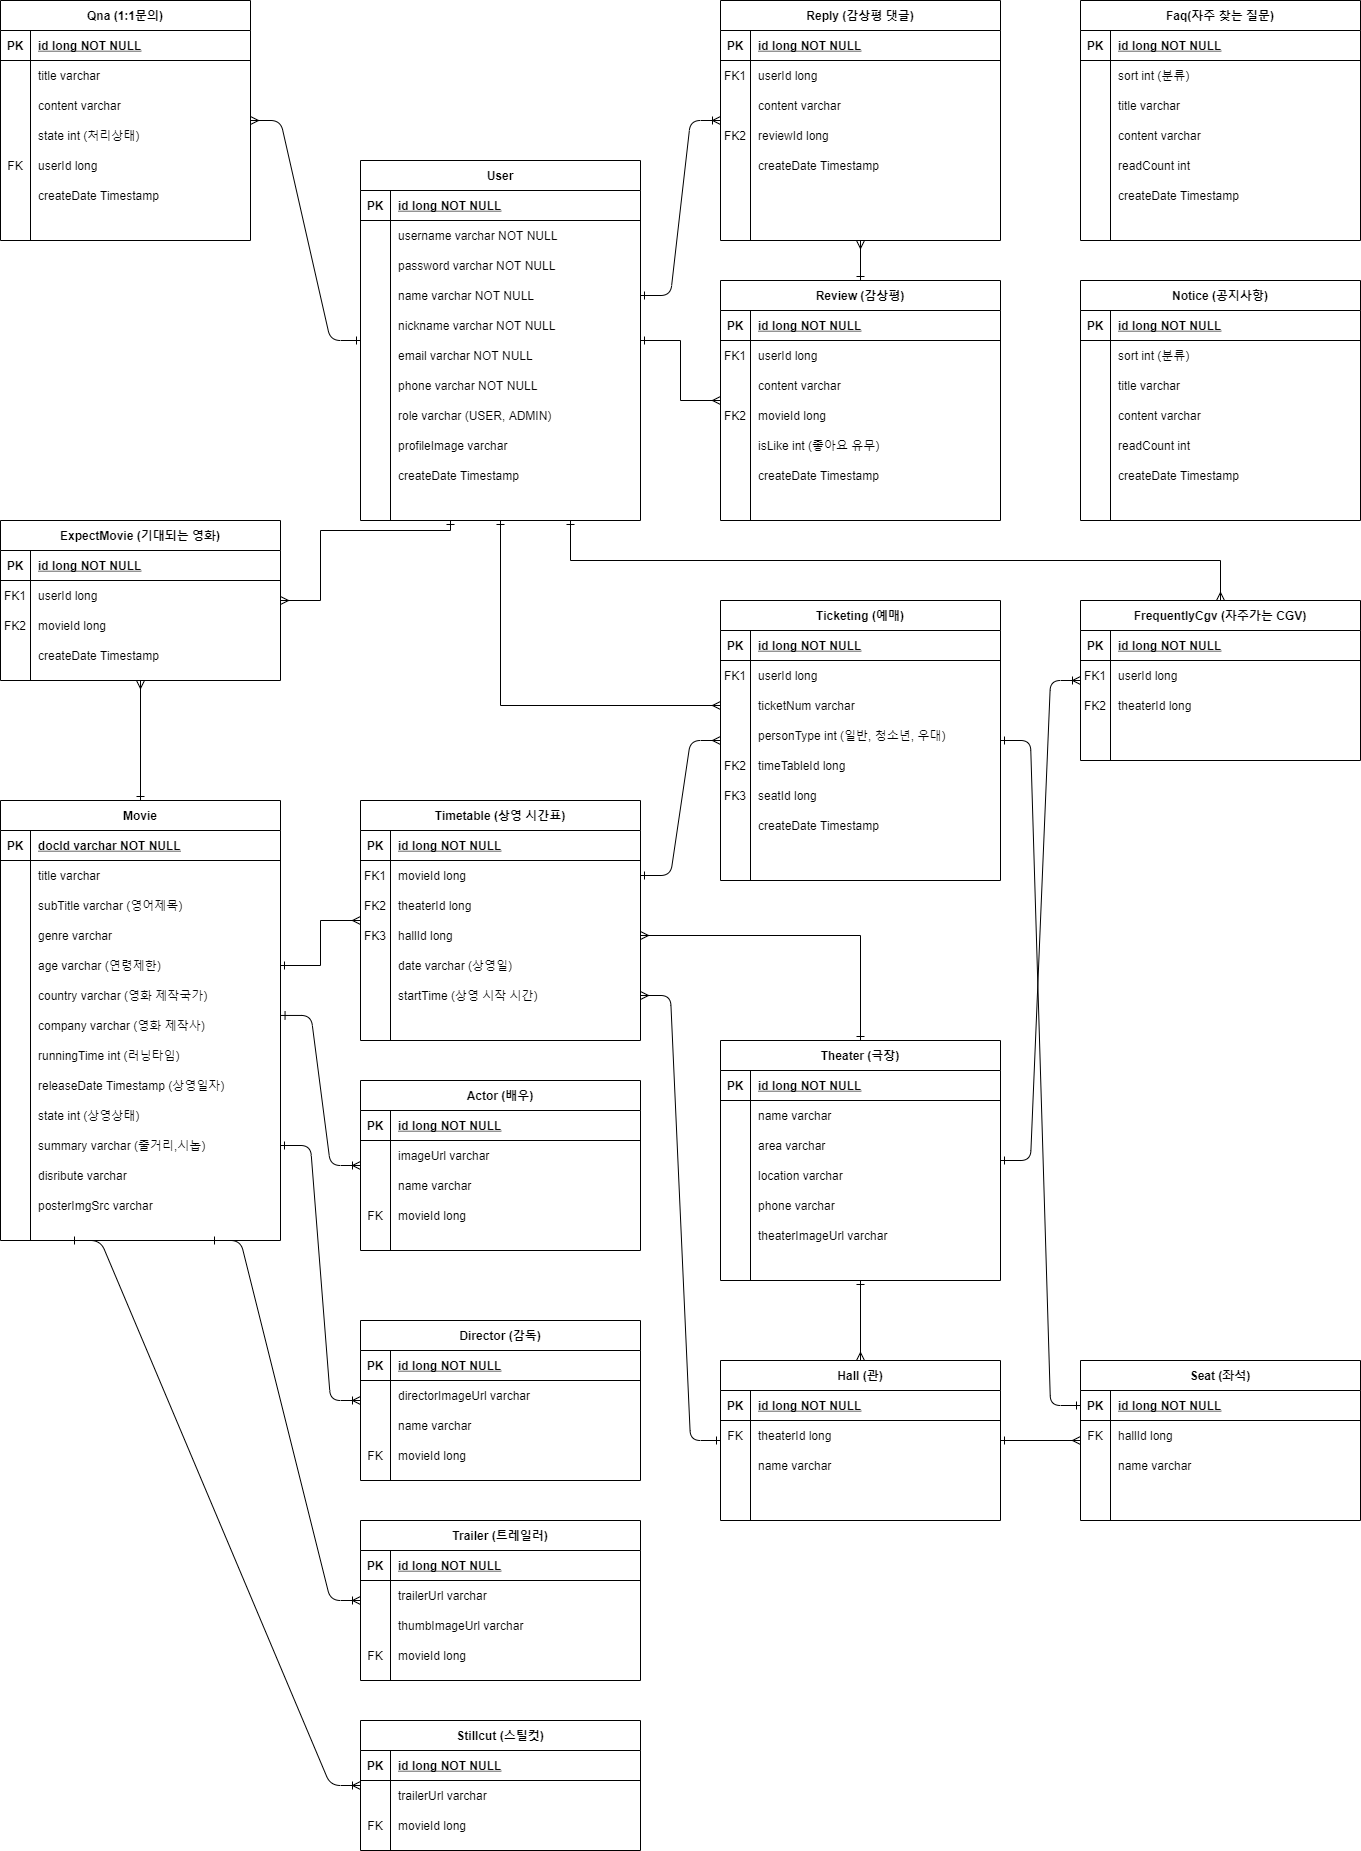 Qna (1:1문의)
PK id long NOT NULL
title varchar
content varchar
state int (처리상태)
FK userId long
createDate Timestamp
User
PK id long NOT NULL
username varchar NOT NULL
password varchar NOT NULL
name varchar NOT NULL
nickname varchar NOT NULL
email varchar NOT NULL
phone varchar NOT NULL
role varchar (USER, ADMIN)
profileImage varchar
createDate Timestamp
Reply (감상평 댓글)
PK id long NOT NULL
FK1 userId long
content varchar
FK2 reviewId long
createDate Timestamp
Faq(자주 찾는 질문)
PK id long NOT NULL
sort int (분류)
title varchar
content varchar
readCount int
createDate Timestamp
Review (감상평)
PK id long NOT NULL
FK1 userId long
content varchar
FK2 movieId long
isLike int (좋아요 유무)
createDate Timestamp
Notice (공지사항)
PK id long NOT NULL
sort int (분류)
title varchar
content varchar
readCount int
createDate Timestamp
ExpectMovie (기대되는 영화)
PK id long NOT NULL
FK1 userId long
FK2 movieId long
createDate Timestamp
Ticketing (예매)
PK id long NOT NULL
FK1 userId long
ticketNum varchar
personType int (일반, 청소년, 우대)
FK2 timeTableId long
FK3 seatId long
createDate Timestamp
FrequentlyCgv (자주가는 CGV)
PK id long NOT NULL
FK1 userId long
FK2 theaterId long
Movie
PK docId varchar NOT NULL
title varchar
subTitle varchar (영어제목)
genre varchar
age varchar (연령제한)
country varchar (영화 제작국가)
company varchar (영화 제작사)
runningTime int (러닝타임)
releaseDate Timestamp (상영일자)
state int (상영상태)
summary varchar (줄거리,시놉)
disribute varchar
posterImgSrc varchar
Timetable (상영 시간표)
PK id long NOT NULL
FK1 movieId long
FK2 theaterId long
FK3 hallId long
date varchar (상영일)
startTime (상영 시작 시간)
Actor (배우)
PK id long NOT NULL
imageUrl varchar
name varchar
FK movieId long
Theater (극장)
PK id long NOT NULL
name varchar
area varchar
location varchar
phone varchar
theaterImageUrl varchar
Director (감독)
PK id long NOT NULL
directorImageUrl varchar
name varchar
FK movieId long
Hall (관)
PK id long NOT NULL
FK theaterId long
name varchar
Seat (좌석)
PK id long NOT NULL
FK hallId long
name varchar
Trailer (트레일러)
PK id long NOT NULL
trailerUrl varchar
thumbImageUrl varchar
FK movieId long
Stillcut (스틸컷)
PK id long NOT NULL
trailerUrl varchar
FK movieId long